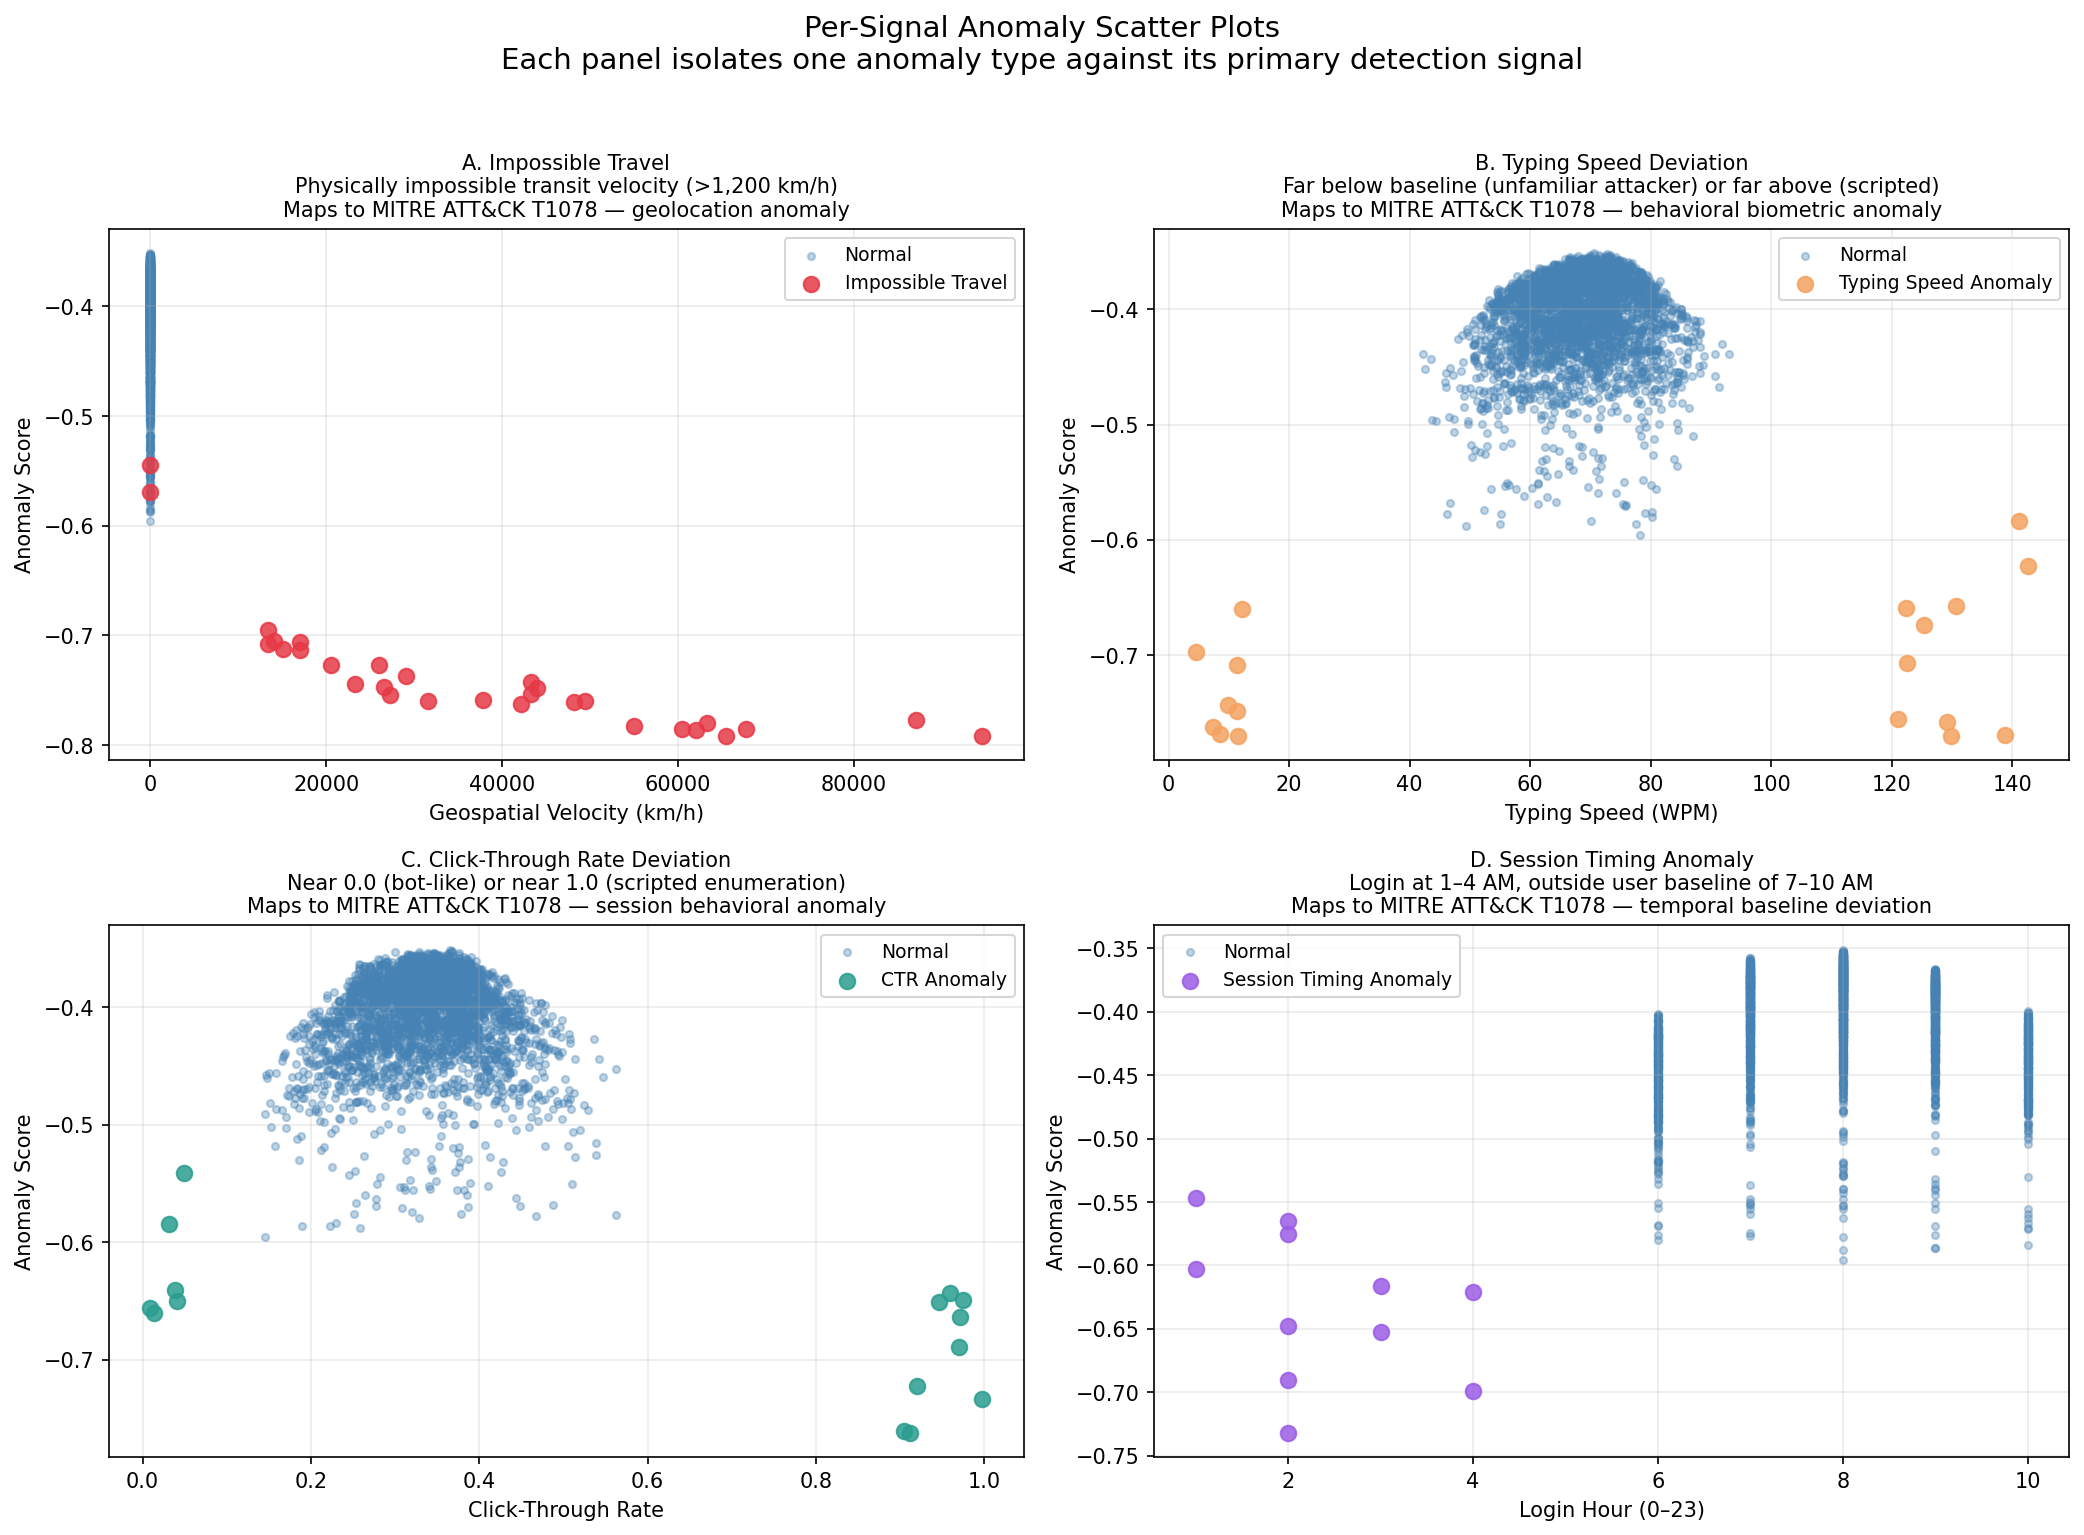 Per-Signal Anomaly Scatter Plots
Each panel isolates one anomaly type against its primary detection signal
A. Impossible Travel
Physically impossible transit velocity (>1,200 km/h)
Maps to MITRE ATT&CK T1078 — geolocation anomaly
Normal
Impossible Travel
−0.4
−0.5
−0.6
−0.7
−0.8
Anomaly Score
0 20000 40000 60000 80000
Geospatial Velocity (km/h)
B. Typing Speed Deviation
Far below baseline (unfamiliar attacker) or far above (scripted)
Maps to MITRE ATT&CK T1078 — behavioral biometric anomaly
Normal
Typing Speed Anomaly
−0.4
−0.5
−0.6
−0.7
Anomaly Score
0 20 40 60 80 100 120 140
Typing Speed (WPM)
C. Click-Through Rate Deviation
Near 0.0 (bot-like) or near 1.0 (scripted enumeration)
Maps to MITRE ATT&CK T1078 — session behavioral anomaly
Normal
CTR Anomaly
−0.4
−0.5
−0.6
−0.7
Anomaly Score
0.0 0.2 0.4 0.6 0.8 1.0
Click-Through Rate
D. Session Timing Anomaly
Login at 1–4 AM, outside user baseline of 7–10 AM
Maps to MITRE ATT&CK T1078 — temporal baseline deviation
Normal
Session Timing Anomaly
−0.35
−0.40
−0.45
−0.50
−0.55
−0.60
−0.65
−0.70
−0.75
Anomaly Score
2 4 6 8 10
Login Hour (0–23)